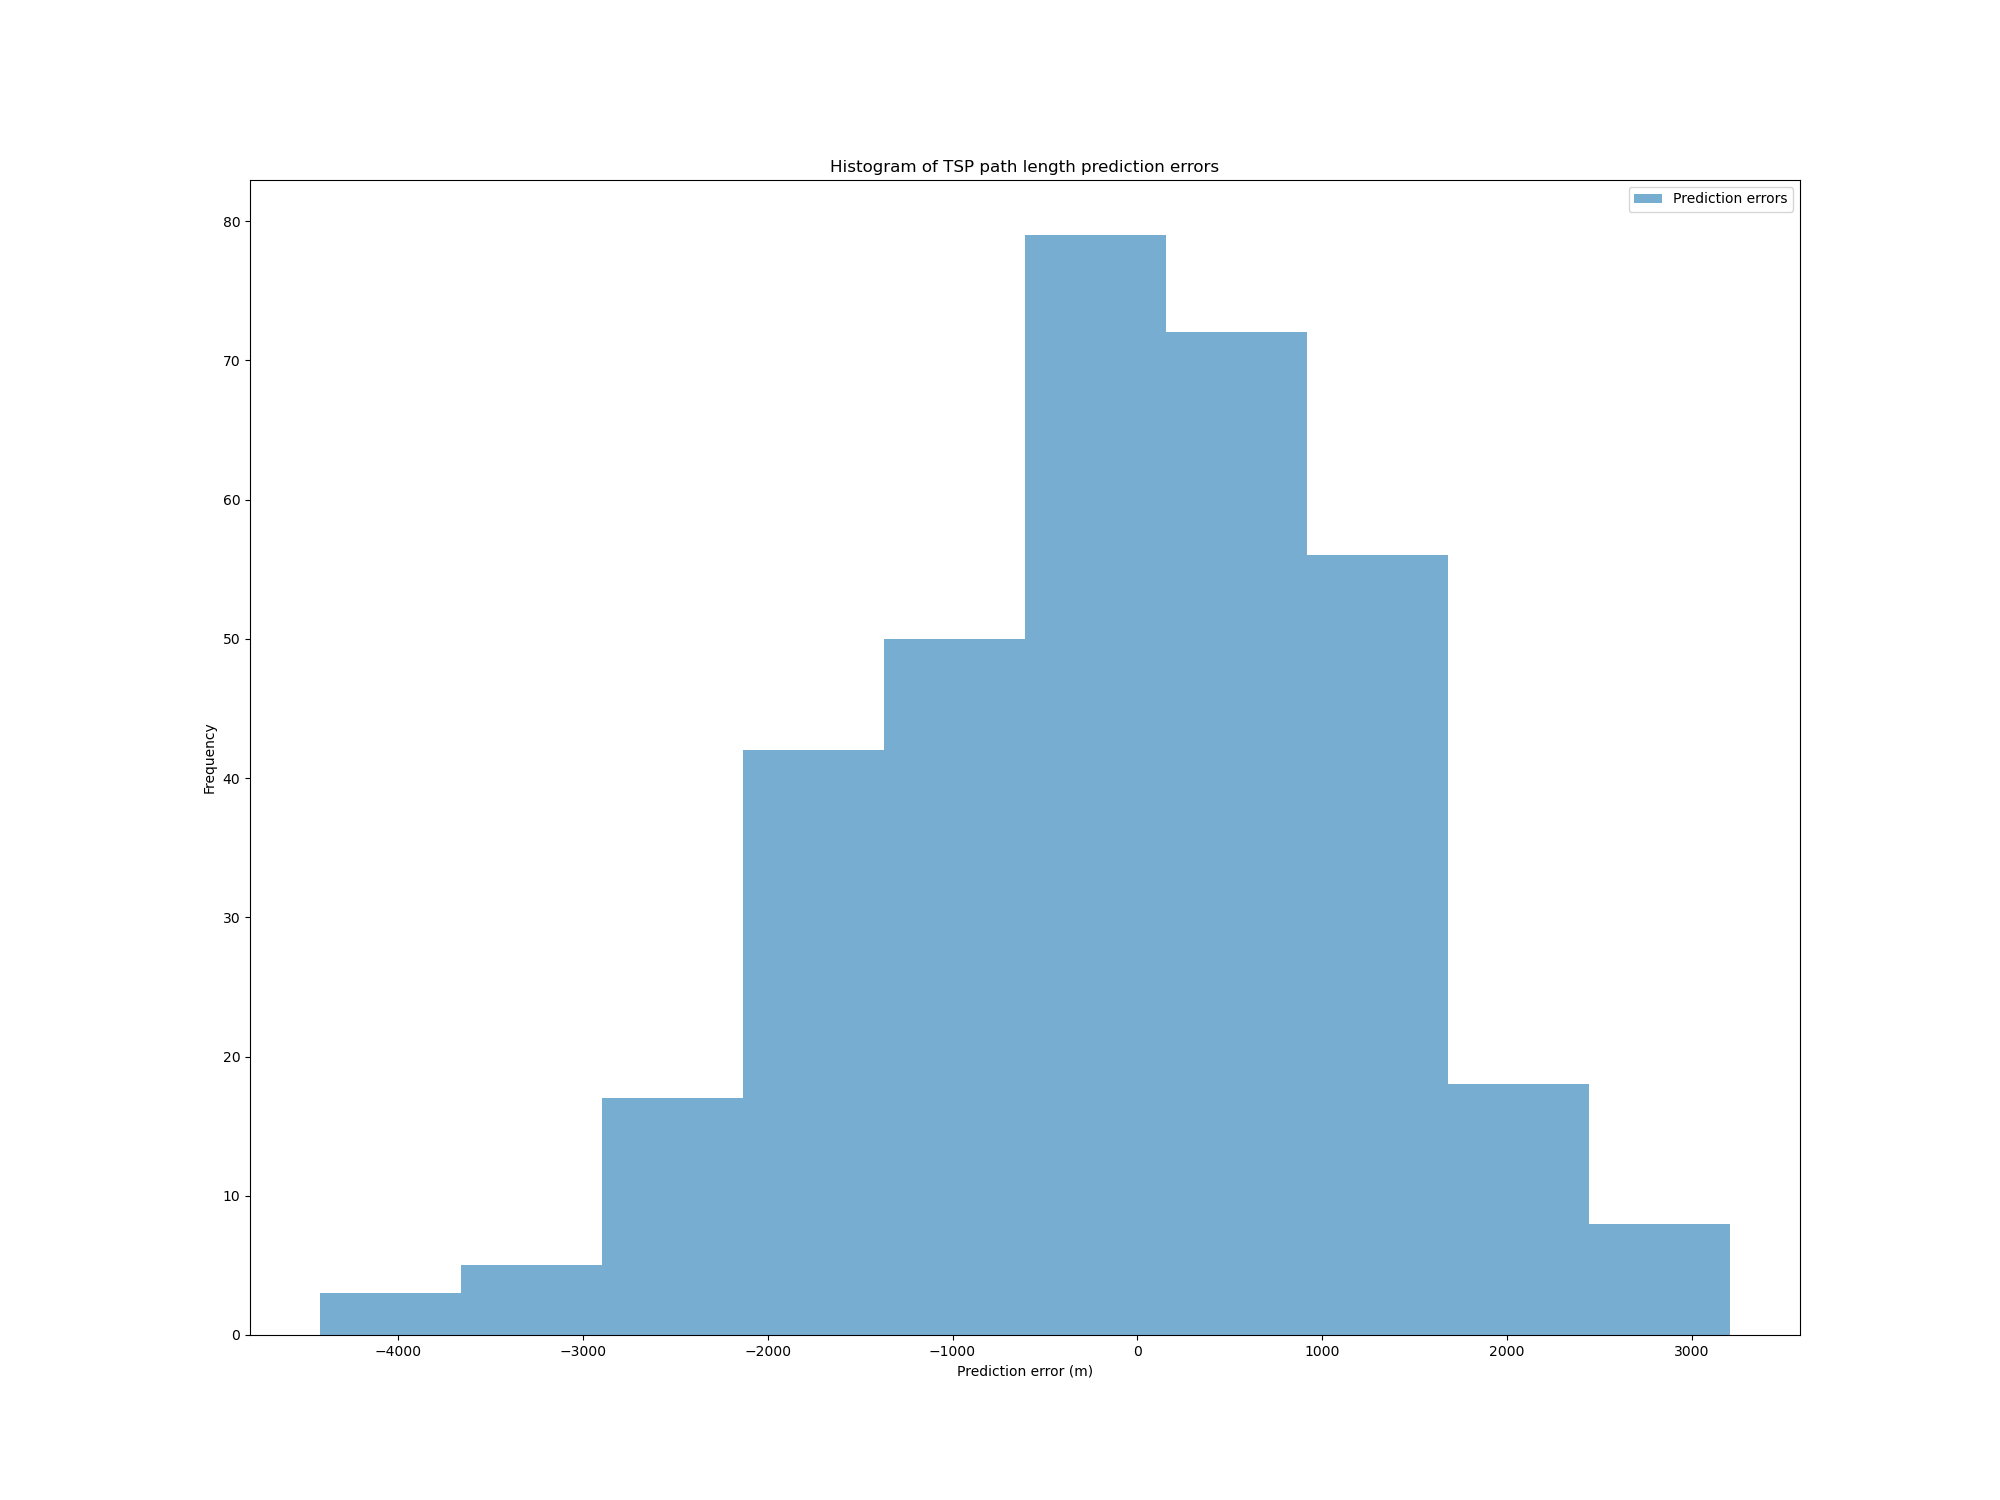 Histogram of TSP path length prediction errors
Prediction errors
80
70
60
50
40
30
20
10
0
Frequency
−4000 −3000 −2000 −1000 0 1000 2000 3000
Prediction error (m)